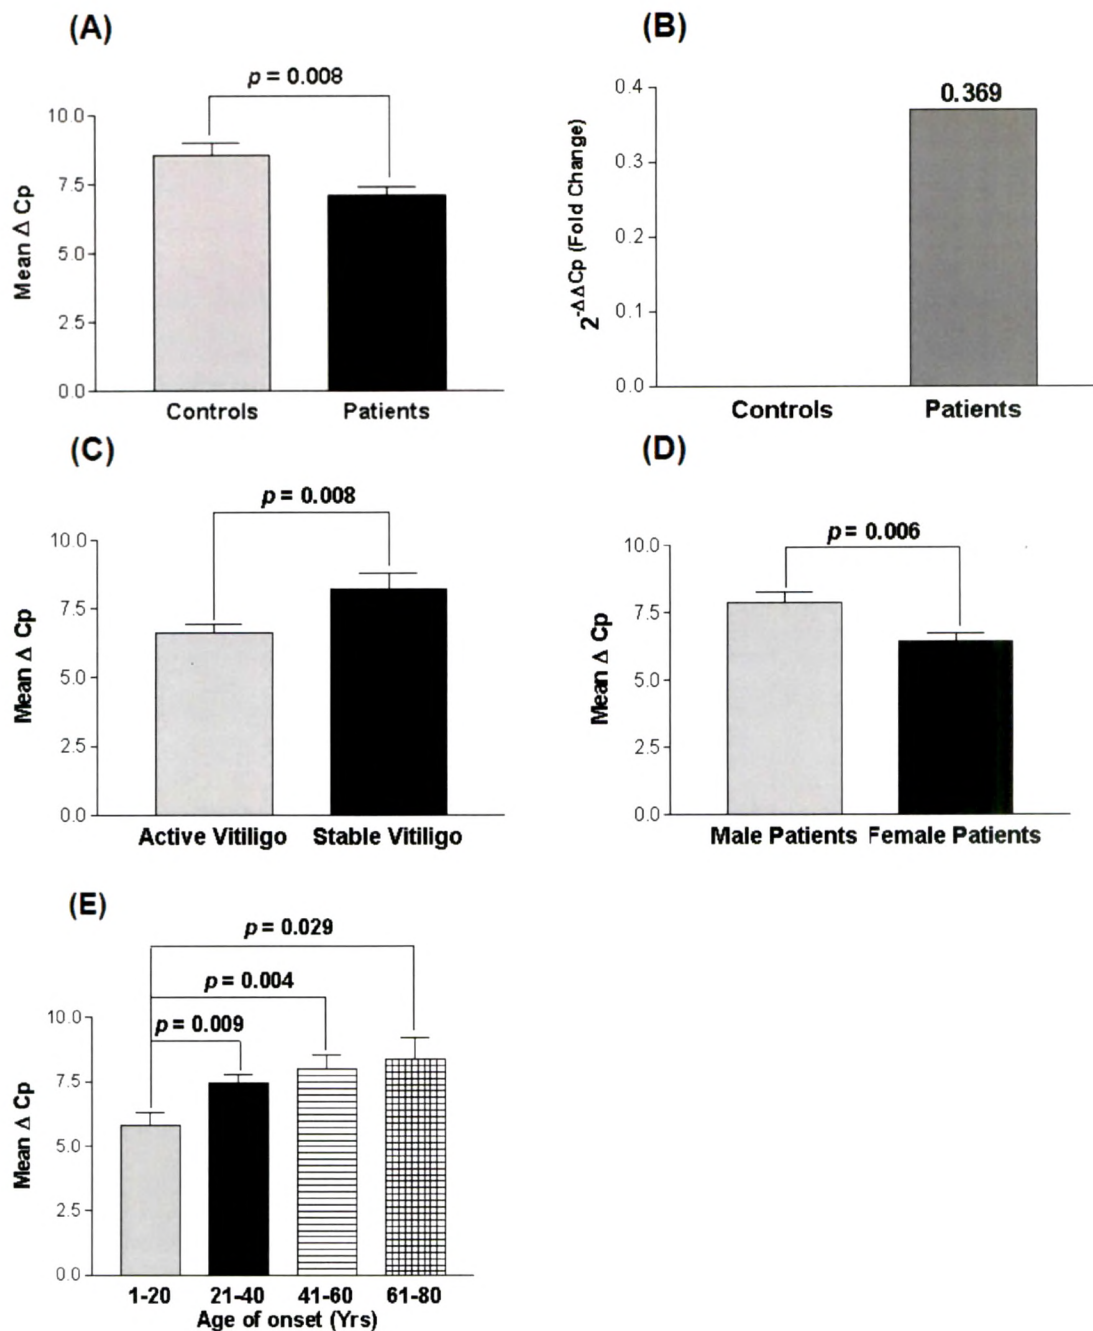 (A)
p = 0.008
Mean Δ Cp
10.0
7.5
5.0
2.5
0.0
Controls Patients
(B)
0.369
2^-ΔΔCp (Fold Change)
0.4
0.3
0.2
0.1
0.0
Controls Patients
(C)
p = 0.008
Mean Δ Cp
10.0
7.5
5.0
2.5
0.0
Active Vitiligo Stable Vitiligo
(D)
p = 0.006
Mean Δ Cp
10.0
7.5
5.0
2.5
0.0
Male Patients Female Patients
(E)
p = 0.029
p = 0.004
p = 0.009
Mean Δ Cp
10.0
7.5
5.0
2.5
0.0
1-20 21-40 41-60 61-80
Age of onset (Yrs)